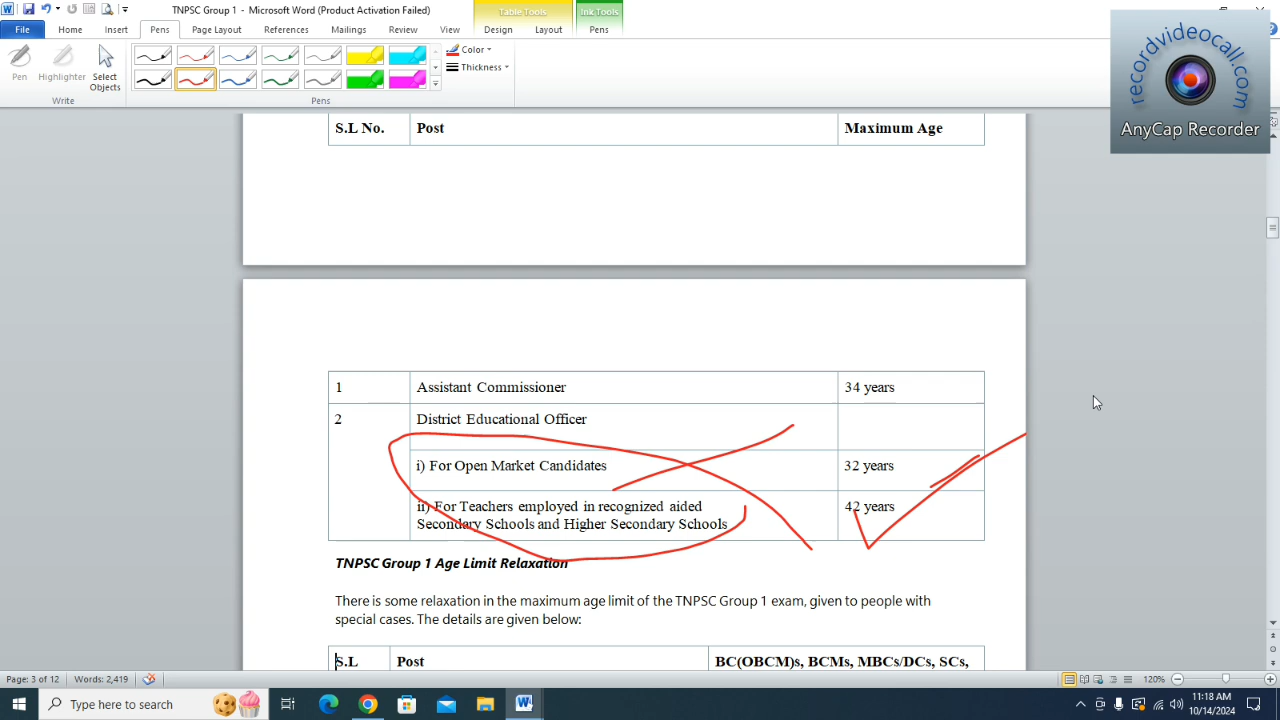 TNPSC Group 1 - Microsoft Word (Product Activation Failed)
Table Tools
Ink Tools
File
Home
Insert
Pens
Page Layout
References
Mailings
Review
View
Design
Layout
Pens
Pen
Highlighter
Select
Objects
Color
Thickness
Write
Pens
recordvideocall.com
AnyCap Recorder
S.L No. Post Maximum Age
1 Assistant Commissioner 34 years
2 District Educational Officer
i) For Open Market Candidates 32 years
ii) For Teachers employed in recognized aided
Secondary Schools and Higher Secondary Schools
42 years
TNPSC Group 1 Age Limit Relaxation
There is some relaxation in the maximum age limit of the TNPSC Group 1 exam, given to people with
special cases. The details are given below:
S.L Post BC(OBCM)s, BCMs, MBCs/DCs, SCs,
Page: 3 of 12
Words: 2,419
120%
Type here to search
11:18 AM
10/14/2024